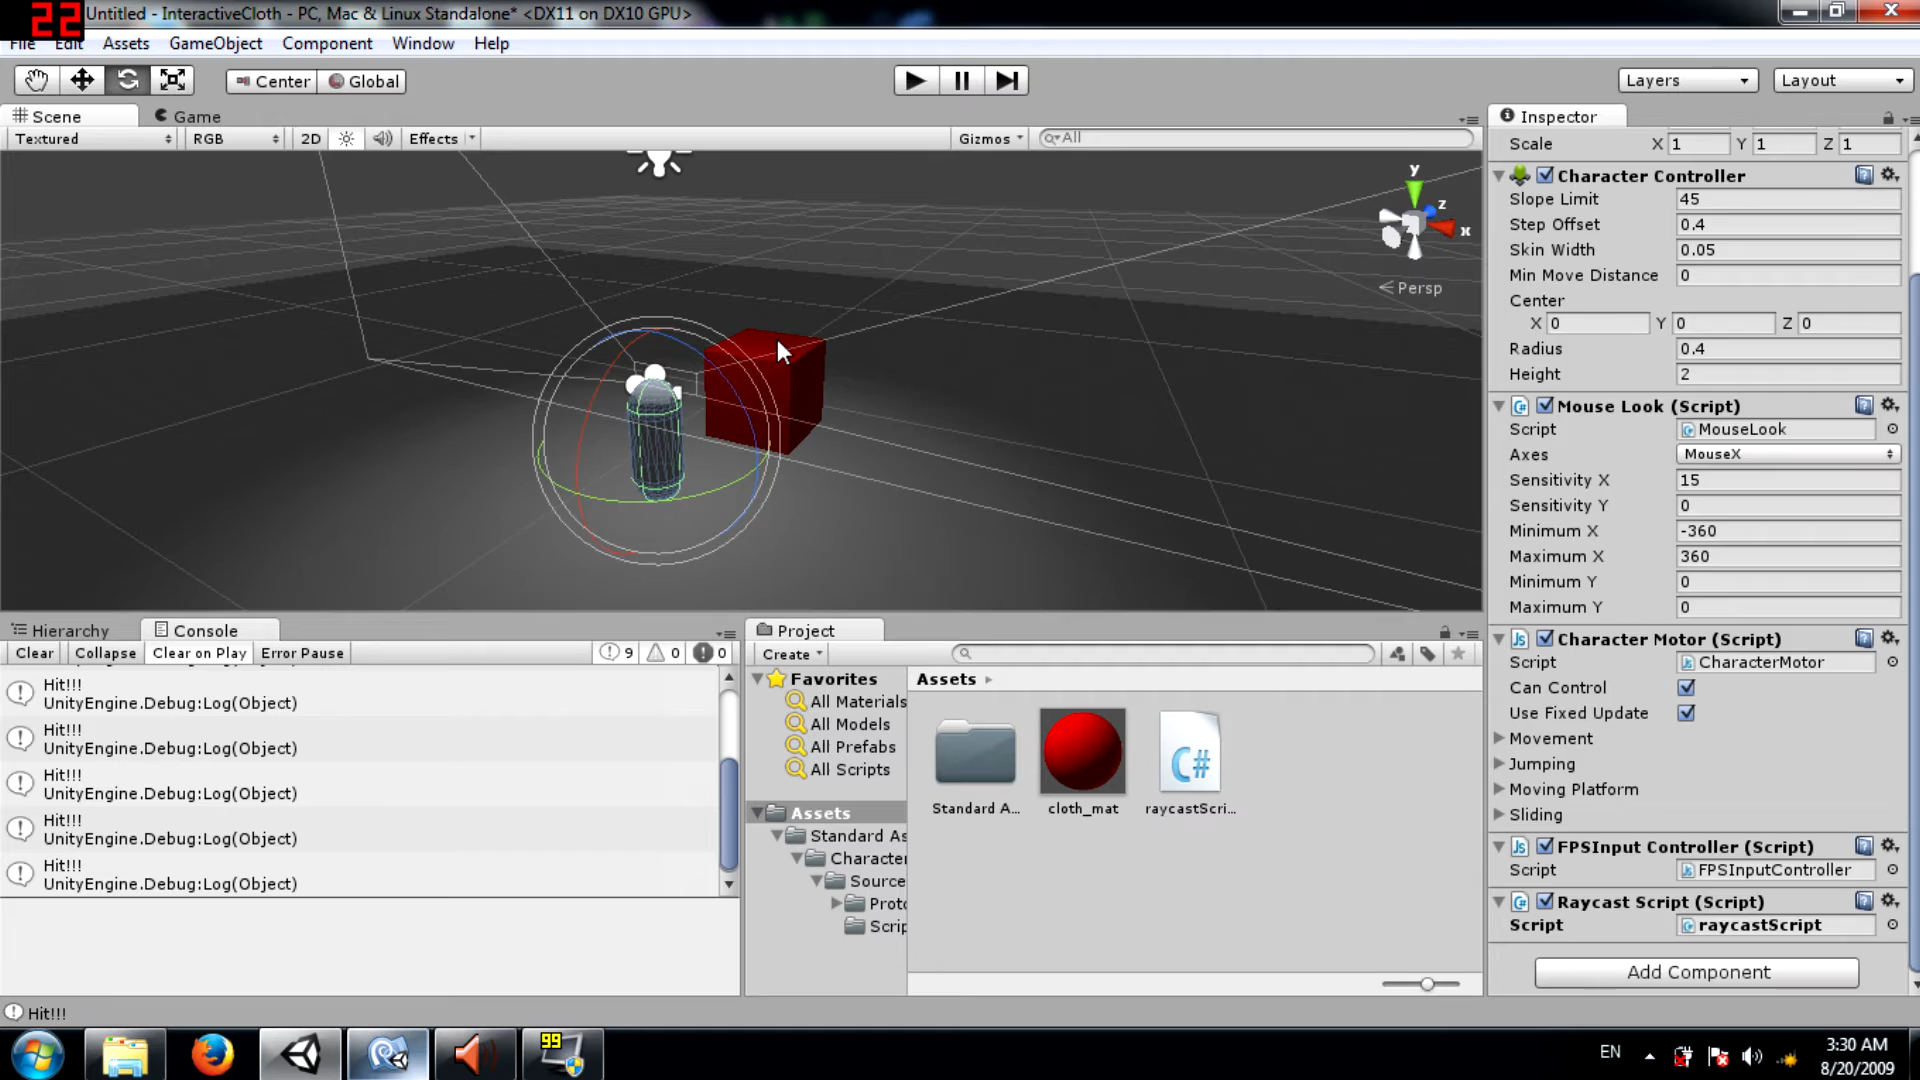 22
Untitled - InteractiveCloth - PC, Mac & Linux Standalone* <DX11 on DX10 GPU>
File Edit Assets GameObject Component Window Help
Center Global
Layers Layout
Scene Game
Textured RGB 2D Effects Gizmos All
y
z
x
Persp
Inspector
Scale X 1 Y 1 Z 1
Character Controller
Slope Limit 45
Step Offset 0.4
Skin Width 0.05
Min Move Distance 0
Center
X 0 Y 0 Z 0
Radius 0.4
Height 2
Mouse Look (Script)
Script MouseLook
Axes MouseX
Sensitivity X 15
Sensitivity Y 0
Minimum X -360
Maximum X 360
Minimum Y 0
Maximum Y 0
Character Motor (Script)
Script CharacterMotor
Can Control
Use Fixed Update
Movement
Jumping
Moving Platform
Sliding
FPSInput Controller (Script)
Script FPSInputController
Raycast Script (Script)
Script raycastScript
Add Component
Hierarchy Console
Clear Collapse Clear on Play Error Pause 9 0 0
Hit!!!
UnityEngine.Debug:Log(Object)
Hit!!!
UnityEngine.Debug:Log(Object)
Hit!!!
UnityEngine.Debug:Log(Object)
Hit!!!
UnityEngine.Debug:Log(Object)
Hit!!!
UnityEngine.Debug:Log(Object)
Project
Create
Favorites
All Materials
All Models
All Prefabs
All Scripts
Assets
Standard As
Character
Source
Proto
Scrip
Assets
Standard A...
cloth_mat
C#
raycastScri...
Hit!!!
99
EN
3:30 AM
8/20/2009